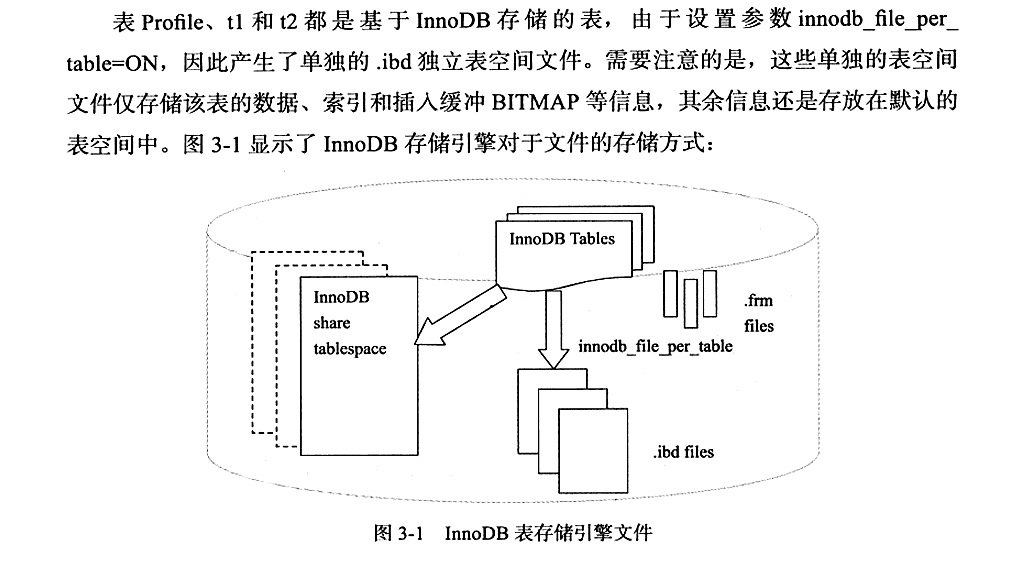 表 Profile、t1 和 t2 都是基于 InnoDB 存储的表，由于设置参数 innodb_file_per_
table=ON，因此产生了单独的 .ibd 独立表空间文件。需要注意的是，这些单独的表空间
文件仅存储该表的数据、索引和插入缓冲 BITMAP 等信息，其余信息还是存放在默认的
表空间中。图 3-1 显示了 InnoDB 存储引擎对于文件的存储方式：
InnoDB Tables
InnoDB
share
tablespace
.frm
files
innodb_file_per_table
.ibd files
图 3-1 InnoDB 表存储引擎文件